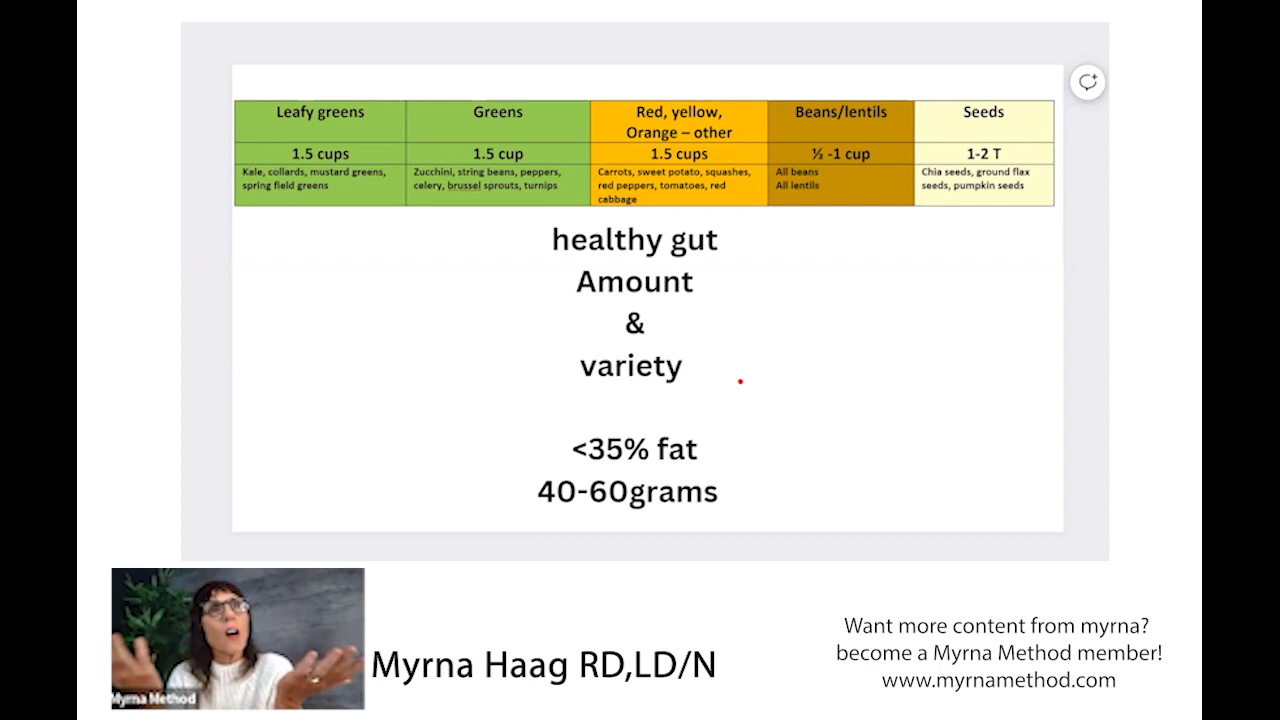 Leafy greens
Greens
Red, yellow,
Orange – other
Beans/lentils
Seeds
1.5 cups
1.5 cup
1.5 cups
½ -1 cup
1-2 T
Kale, collards, mustard greens,
spring field greens
Zucchini, string beans, peppers,
celery, brussel sprouts, turnips
Carrots, sweet potato, squashes,
red peppers, tomatoes, red
cabbage
All beans
All lentils
Chia seeds, ground flax
seeds, pumpkin seeds
healthy gut
Amount
&
variety
<35% fat
40-60grams
Myrna Method
Myrna Haag RD,LD/N
Want more content from myrna?
become a Myrna Method member!
www.myrnamethod.com